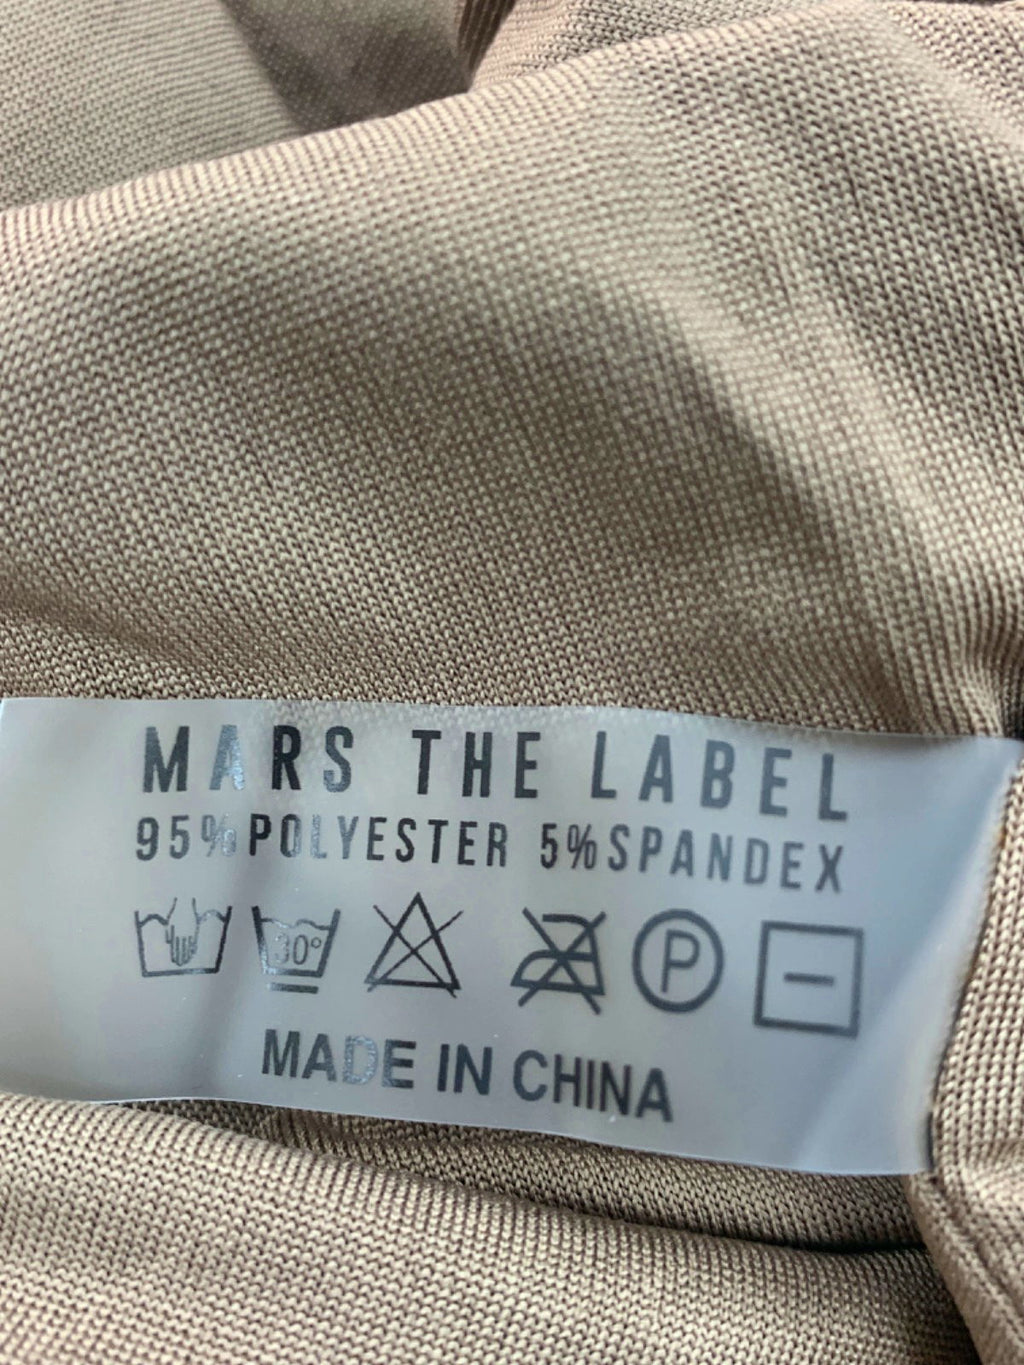 MARS THE LABEL
95% POLYESTER 5% SPANDEX
30° P
MADE IN CHINA